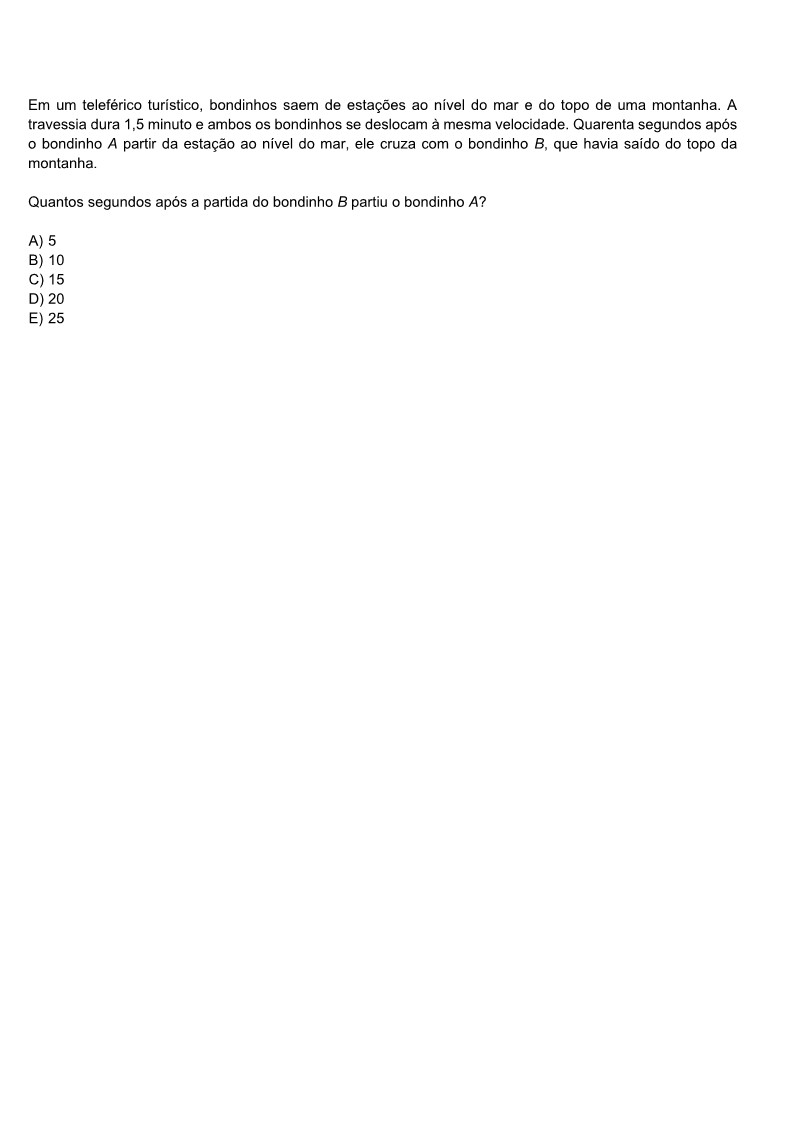 Em um teleférico turístico, bondinhos saem de estações ao nível do mar e do topo de uma montanha. A
travessia dura 1,5 minuto e ambos os bondinhos se deslocam à mesma velocidade. Quarenta segundos após
o bondinho A partir da estação ao nível do mar, ele cruza com o bondinho B, que havia saído do topo da
montanha.
Quantos segundos após a partida do bondinho B partiu o bondinho A?
A) 5
B) 10
C) 15
D) 20
E) 25